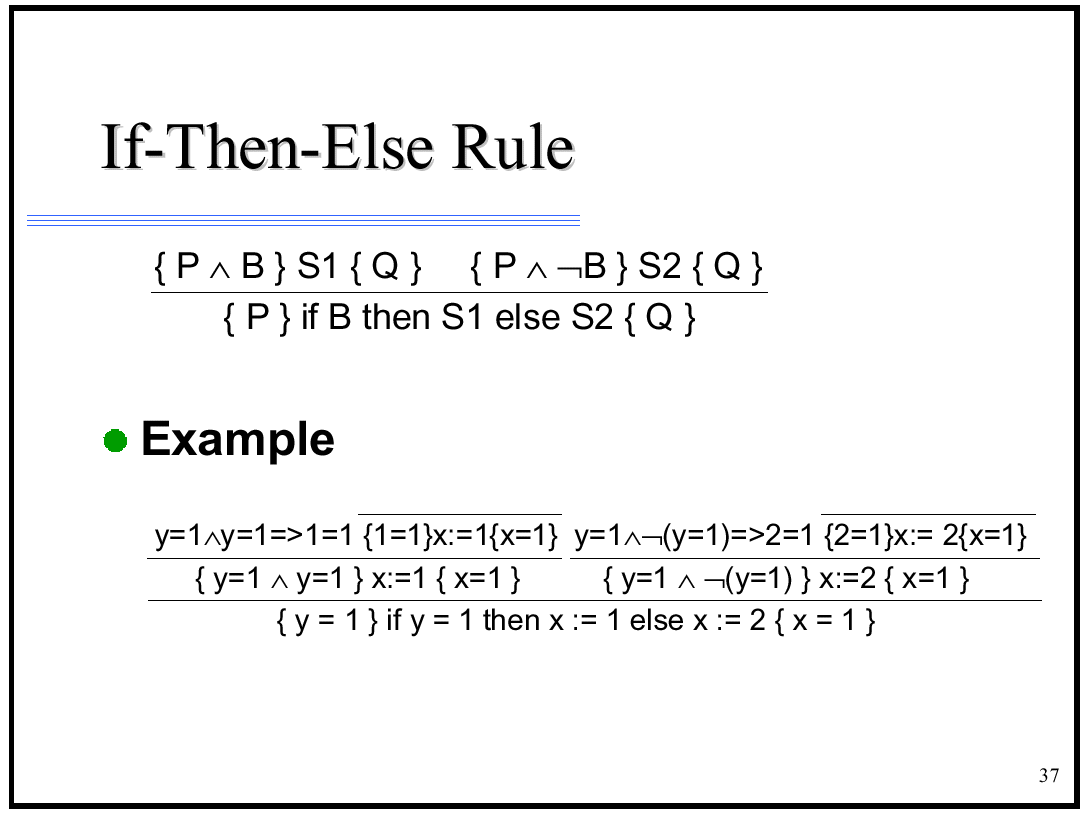 If-Then-Else Rule
{ P ∧ B } S1 { Q } { P ∧ ¬B } S2 { Q }
{ P } if B then S1 else S2 { Q }
Example
y=1∧y=1=>1=1 {1=1}x:=1{x=1} y=1∧¬(y=1)=>2=1 {2=1}x:= 2{x=1}
{ y=1 ∧ y=1 } x:=1 { x=1 } { y=1 ∧ ¬(y=1) } x:=2 { x=1 }
{ y = 1 } if y = 1 then x := 1 else x := 2 { x = 1 }
37